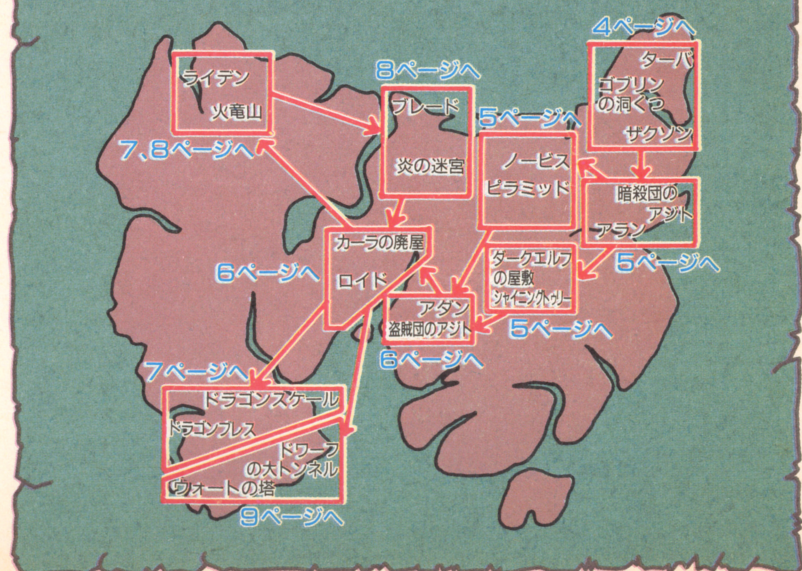 4ページへ
ターバ
ゴブリン
の洞くつ
ザクソン
8ページへ
ブレード
炎の迷宮
ライデン
火竜山
7、8ページへ
5ページへ
ノービス
ピラミッド
暗殺団の
アジト
アラン
5ページへ
カーラの廃屋
ロイド
6ページへ
ダークエルフ
の屋敷
シャイニングトゥリー
5ページへ
アダン
盗賊団のアジト
6ページへ
7ページへ
ドラゴンスケール
ドラゴンブレス
ドワーフ
の大トンネル
ウォートの塔
9ページへ